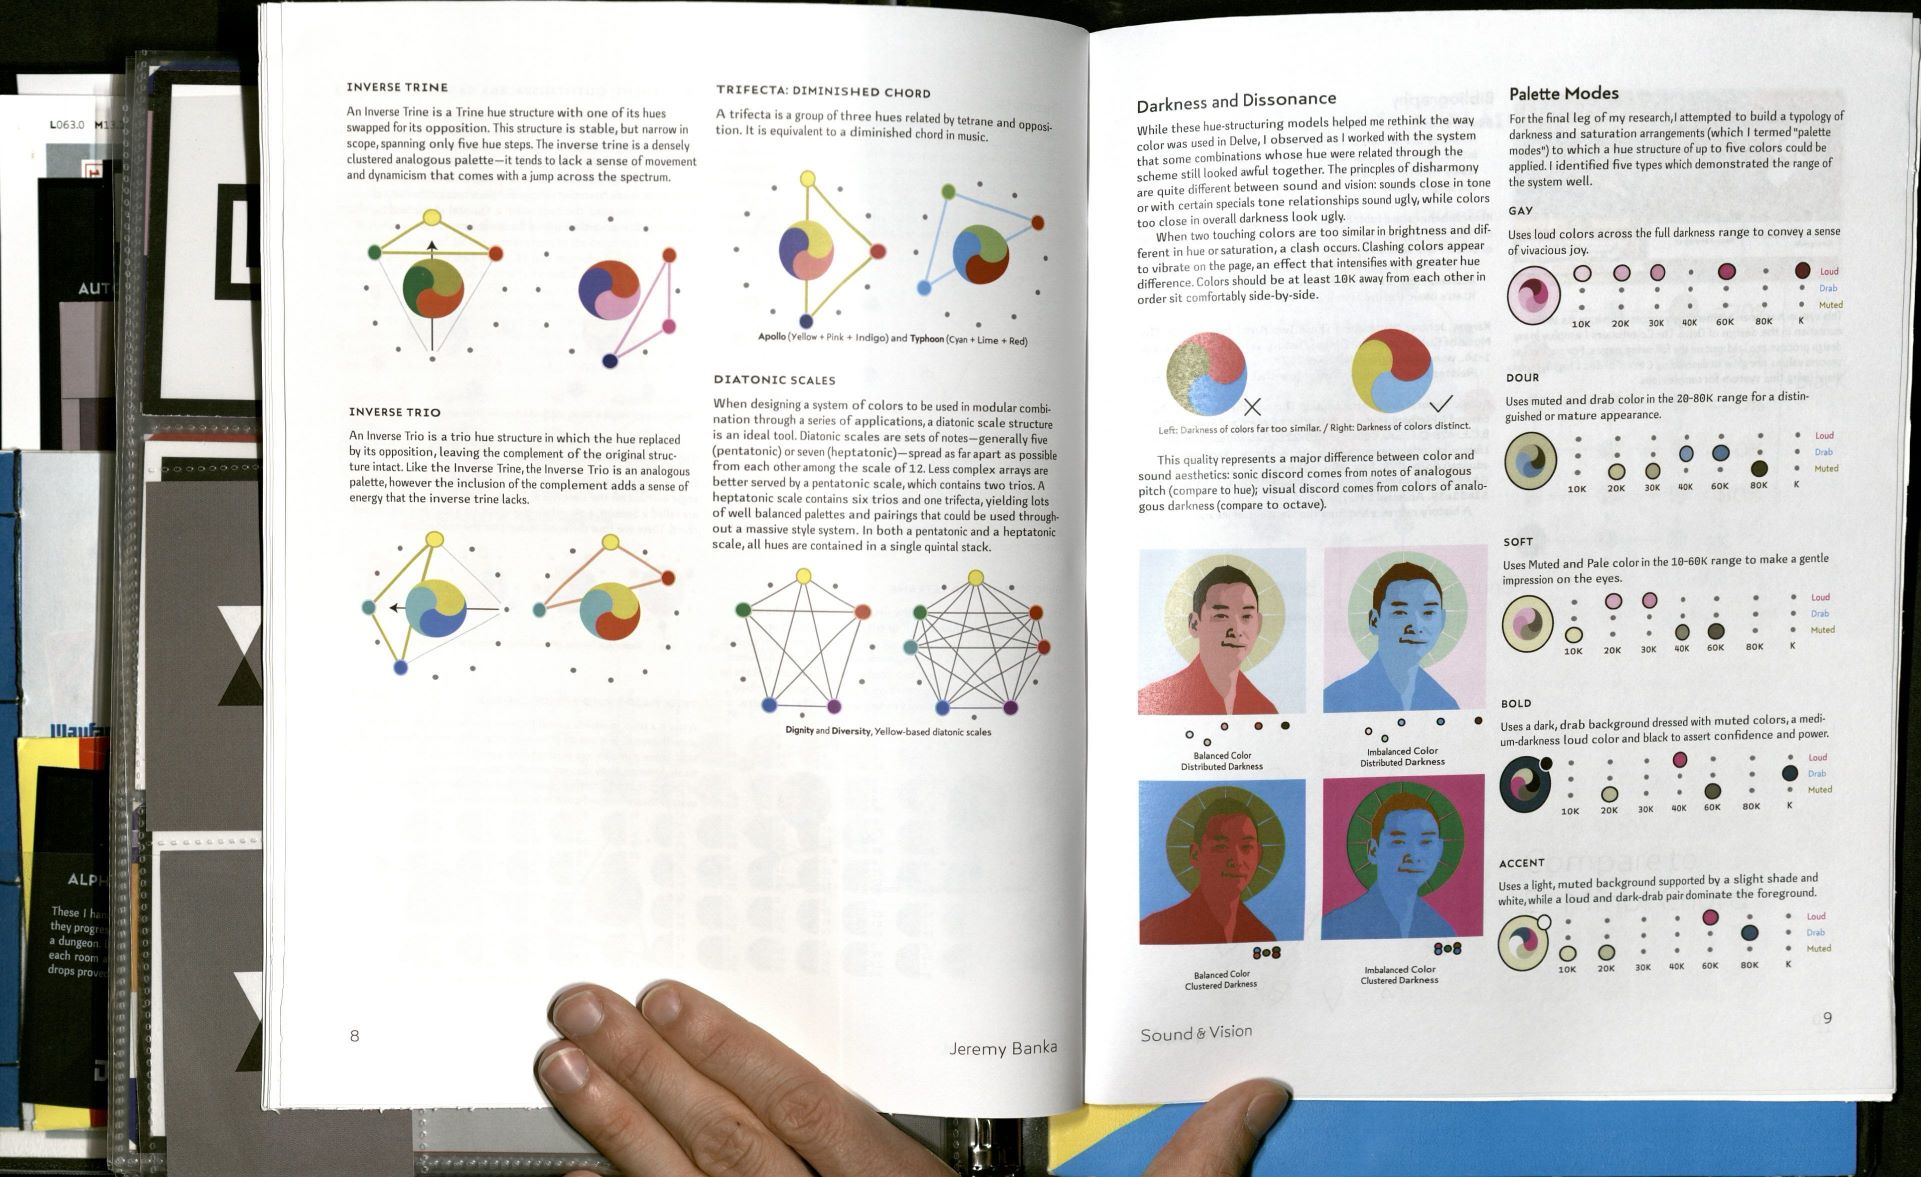 L063.0
AUT
Wayfar
ALPH
These I ha
they progre
a dungeon.
each room
drops prove
INVERSE TRINE
An Inverse Trine is a Trine hue structure with one of its hues
swapped for its opposition. This structure is stable, but narrow in
scope, spanning only five hue steps. The inverse trine is a densely
clustered analogous palette—it tends to lack a sense of movement
and dynamicism that comes with a jump across the spectrum.
INVERSE TRIO
An Inverse Trio is a trio hue structure in which the hue replaced
by its opposition, leaving the complement of the original struc-
ture intact. Like the Inverse Trine, the Inverse Trio is an analogous
palette, however the inclusion of the complement adds a sense of
energy that the inverse trine lacks.
TRIFECTA: DIMINISHED CHORD
A trifecta is a group of three hues related by tetrane and opposi-
tion. It is equivalent to a diminished chord in music.
Apollo (Yellow + Pink + Indigo) and Typhoon (Cyan + Lime + Red)
DIATONIC SCALES
When designing a system of colors to be used in modular combi-
nation through a series of applications, a diatonic scale structure
is an ideal tool. Diatonic scales are sets of notes—generally five
(pentatonic) or seven (heptatonic)—spread as far apart as possible
from each other among the scale of 12. Less complex arrays are
better served by a pentatonic scale, which contains two trios. A
heptatonic scale contains six trios and one trifecta, yielding lots
of well balanced palettes and pairings that could be used through-
out a massive style system. In both a pentatonic and a heptatonic
scale, all hues are contained in a single quintal stack.
Dignity and Diversity, Yellow-based diatonic scales
8
Jeremy Banka
Darkness and Dissonance
While these hue-structuring models helped me rethink the way
color was used in Delve, I observed as I worked with the system
that some combinations whose hue were related through the
scheme still looked awful together. The princples of disharmony
are quite different between sound and vision: sounds close in tone
or with certain specials tone relationships sound ugly, while colors
too close in overall darkness look ugly.
When two touching colors are too similar in brightness and dif-
ferent in hue or saturation, a clash occurs. Clashing colors appear
to vibrate on the page, an effect that intensifies with greater hue
difference. Colors should be at least 10K away from each other in
order sit comfortably side-by-side.
Left: Darkness of colors far too similar. / Right: Darkness of colors distinct.
This quality represents a major difference between color and
sound aesthetics: sonic discord comes from notes of analogous
pitch (compare to hue); visual discord comes from colors of analo-
gous darkness (compare to octave).
Balanced Color
Distributed Darkness
Imbalanced Color
Distributed Darkness
Balanced Color
Clustered Darkness
Imbalanced Color
Clustered Darkness
Sound & Vision
Palette Modes
For the final leg of my research,I attempted to build a typology of
darkness and saturation arrangements (which I termed "palette
modes") to which a hue structure of up to five colors could be
applied. I identified five types which demonstrated the range of
the system well.
GAY
Uses loud colors across the full darkness range to convey a sense
of vivacious joy.
Loud
Drab
Muted
10K 20K 30K 40K 60K 80K K
DOUR
Uses muted and drab color in the 20-80K range for a distin-
guished or mature appearance.
Loud
Drab
Muted
10K 20K 30K 40K 60K 80K K
SOFT
Uses Muted and Pale color in the 10-60K range to make a gentle
impression on the eyes.
Loud
Drab
Muted
10K 20K 30K 40K 60K 80K K
BOLD
Uses a dark, drab background dressed with muted colors, a medi-
um-darkness loud color and black to assert confidence and power.
Loud
Drab
Muted
10K 20K 30K 40K 60K 80K K
ACCENT
Uses a light, muted background supported by a slight shade and
white, while a loud and dark-drab pair dominate the foreground.
Loud
Drab
Muted
10K 20K 30K 40K 60K 80K K
9